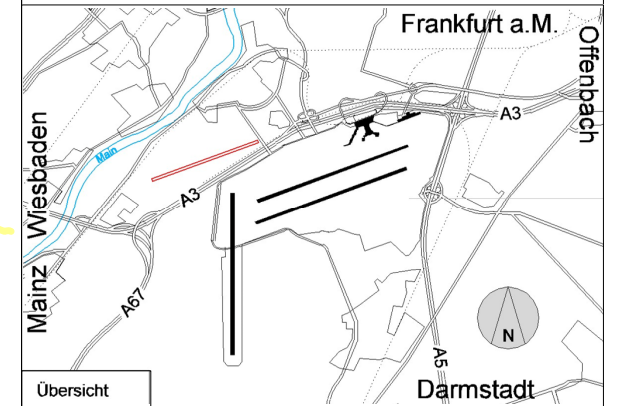 Frankfurt a.M.
Offenbach
A3
Wiesbaden
Main
A3
Mainz
A67
N
A5
Übersicht
Darmstadt